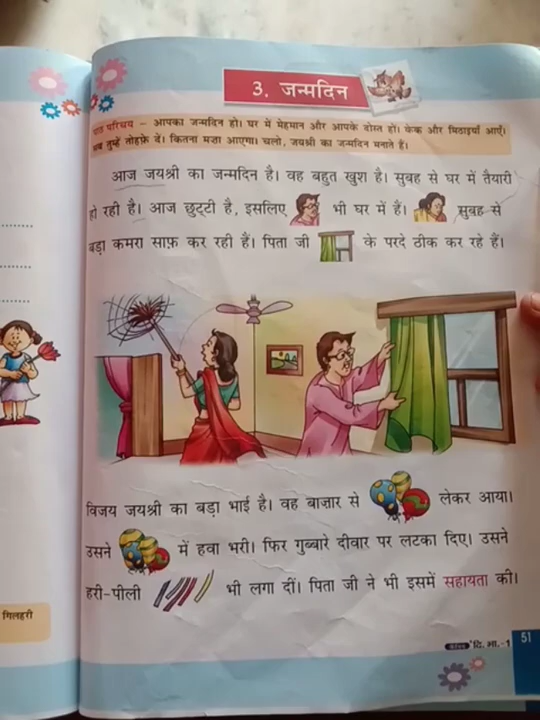 3. जन्मदिन
पाठ परिचय – आपका जन्मदिन हो। घर में मेहमान और आपके दोस्त हों। केक और मिठाइयाँ आएँ।
सब तुम्हें तोहफ़े दें। कितना मज़ा आएगा। चलो, जयश्री का जन्मदिन मनाते हैं।
आज जयश्री का जन्मदिन है। वह बहुत खुश है। सुबह से घर में तैयारी
हो रही है। आज छुट्टी है, इसलिए भी घर में हैं। सुबह से
बड़ा कमरा साफ़ कर रही हैं। पिता जी के परदे ठीक कर रहे हैं।
विजय जयश्री का बड़ा भाई है। वह बाज़ार से लेकर आया।
उसने में हवा भरी। फिर गुब्बारे दीवार पर लटका दिए। उसने
हरी-पीली भी लगा दीं। पिता जी ने भी इसमें सहायता की।
गिलहरी
हि. भा.-1
51